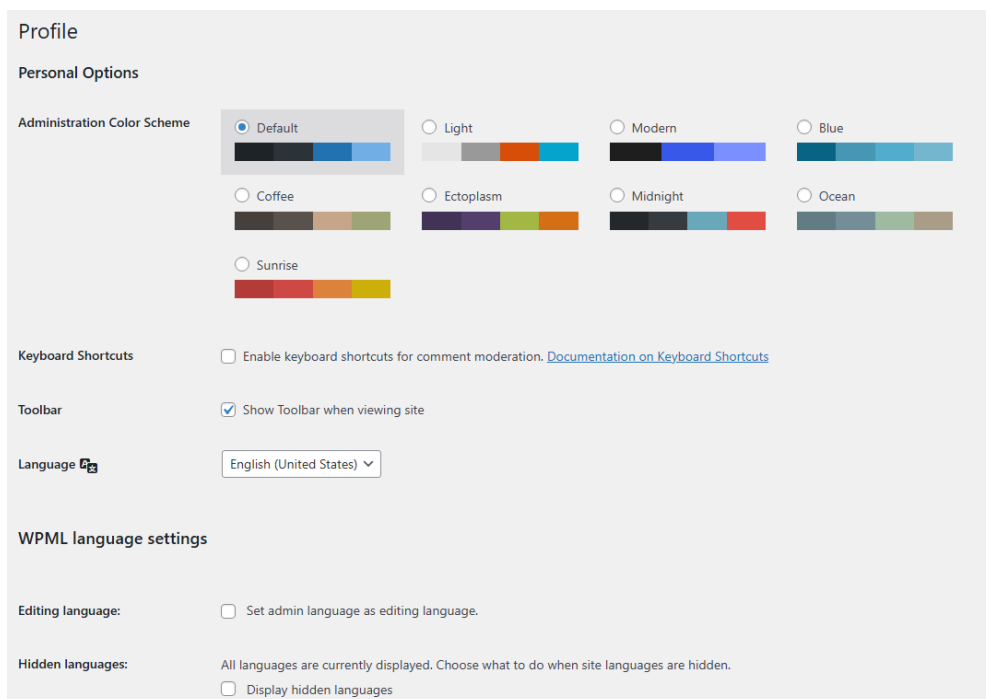 Profile
Personal Options
Administration Color Scheme
Default
Light
Modern
Blue
Coffee
Ectoplasm
Midnight
Ocean
Sunrise
Keyboard Shortcuts
Enable keyboard shortcuts for comment moderation. Documentation on Keyboard Shortcuts
Toolbar
Show Toolbar when viewing site
Language
English (United States)
WPML language settings
Editing language:
Set admin language as editing language.
Hidden languages:
All languages are currently displayed. Choose what to do when site languages are hidden.
Display hidden languages